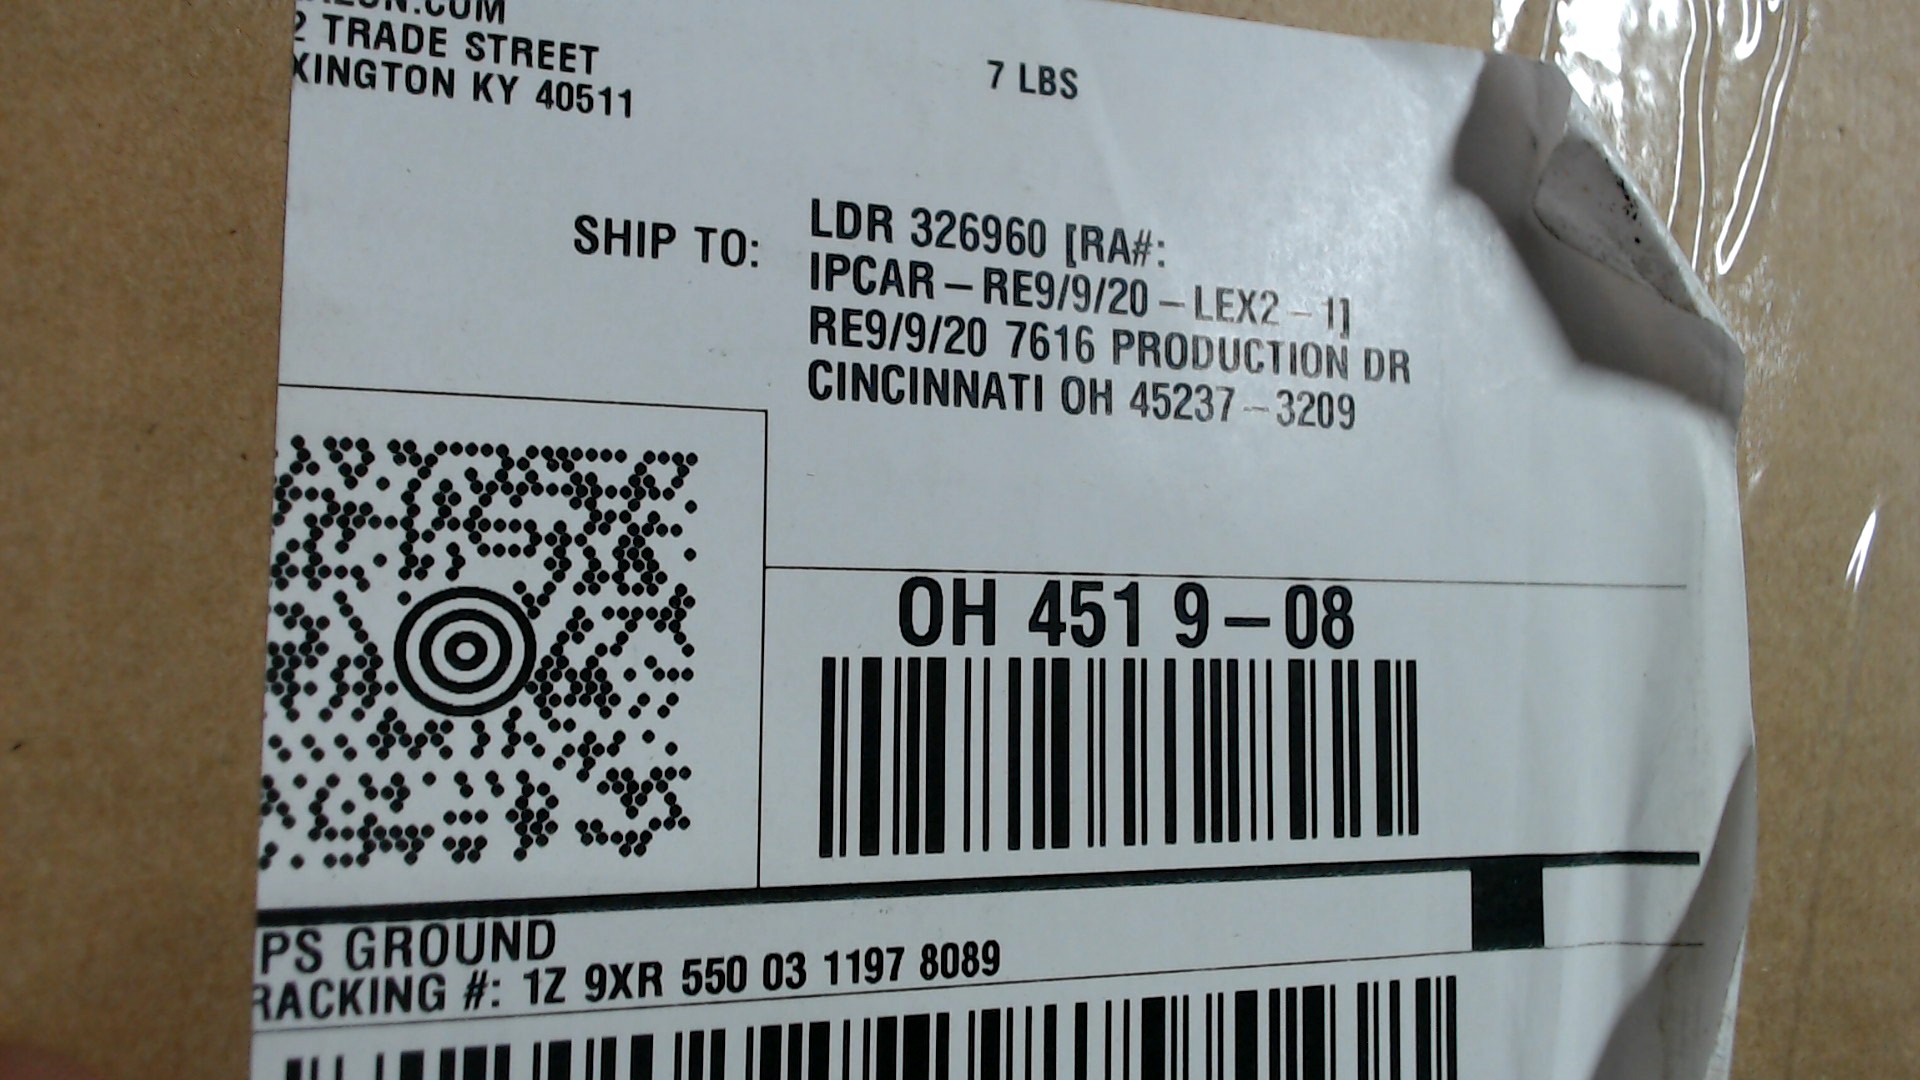 2 TRADE STREET
XINGTON KY 40511
7 LBS
SHIP TO:
LDR 326960 [RA#:
IPCAR – RE9/9/20 – LEX2 – 1]
RE9/9/20 7616 PRODUCTION DR
CINCINNATI OH 45237 – 3209
OH 451 9 – 08
PS GROUND
RACKING #: 1Z 9XR 550 03 1197 8089